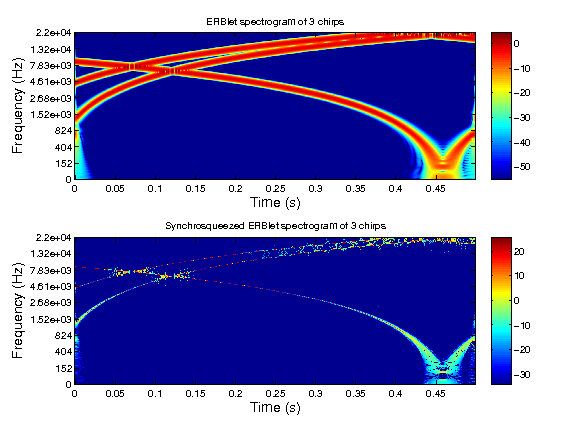 ERBlet spectrogram of 3 chips.
Frequency (Hz)
2.2e+04
1.32e+04
7.83e+03
4.61e+03
2.68e+03
1.52e+03
824
404
152
0
0
0.05
0.1
0.15
0.2
0.25
0.3
0.35
0.4
0.45
Time (s)
0
-10
-20
-30
-40
-50
Synchrosqueezed ERBlet spectrogram of 3 chips.
Frequency (Hz)
2.2e+04
1.32e+04
7.83e+03
4.61e+03
2.68e+03
1.52e+03
824
404
152
0
0
0.05
0.1
0.15
0.2
0.25
0.3
0.35
0.4
0.45
Time (s)
20
10
0
-10
-20
-30